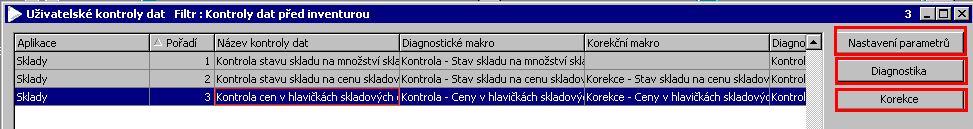 Uživatelské kontroly dat Filtr : Kontroly dat před inventurou 3
Aplikace Pořadí Název kontroly dat Diagnostické makro Korekční makro Diagno
Sklady 1 Kontrola stavu skladu na množství skla Kontrola - Stav skladu na množství sklad Kontrol
Sklady 2 Kontrola stavu skladu na cenu skladov Kontrola - Stav skladu na cenu skladov Korekce - Stav skladu na cenu skladov Kontrol
Sklady 3 Kontrola cen v hlavičkách skladových Kontrola - Ceny v hlavičkách skladovýc Korekce - Ceny v hlavičkách skladovýc Kontrol
Nastavení parametrů
Diagnostika
Korekce